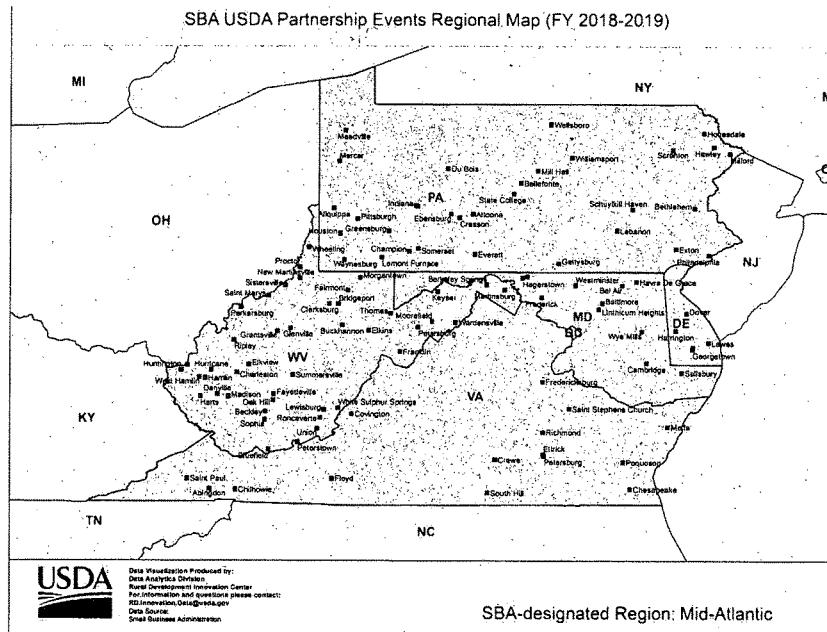 SBA USDA Partnership Events Regional Map (FY 2018-2019)
MI
NY
Wellsboro
Honesdale
Meadville
Scranton
Hawley
Milford
Mercer
Williamsport
Du Bois
Mill Hall
Bellefonte
PA
State College
OH
Indiana
Aliquippa
Pittsburgh
Ebensburg
Altoona
Cresson
Schuylkill Haven
Bethlehem
Houston
Greensburg
Lebanon
Wheeling
Champion
Somerset
Everett
Exton
Waynesburg
Lemont Furnace
Gettysburg
Philadelphia
NJ
Proctor
New Martinsville
Morgantown
Sistersville
Berkeley Springs
Hagerstown
Westminster
Havre De Grace
Saint Marys
Fairmont
Bel Air
Keyser
Martinsburg
Frederick
Baltimore
Clarksburg
Bridgeport
Parkersburg
Thomas
Moorefield
MD
Linthicum Heights
Dover
Grantsville
Glenville
Buckhannon
Elkins
Petersburg
Wardensville
Wye Mills
DE
Harrington
Ripley
Lewes
Franklin
Georgetown
Huntington
Hurricane
Elkview
WV
West Hamlin
Hamlin
Charleston
Summersville
Cambridge
Salisbury
Danville
Madison
Fayetteville
Fredericksburg
VA
Harts
Oak Hill
Lewisburg
White Sulphur Springs
Beckley
Ronceverte
Covington
Saint Stephens Church
Sophia
KY
Union
Richmond
Melfa
Bluefield
Peterstown
Ettrick
Crewe
Petersburg
Poquoson
Saint Paul
Floyd
Abingdon
Chilhowie
South Hill
Chesapeake
TN
NC
USDA
Data Visualization Produced by:
Data Analytics Division
Rural Development Innovation Center
For information and questions please contact:
RD.Innovation.Data@usda.gov
Data Source:
Small Business Administration
SBA-designated Region: Mid-Atlantic